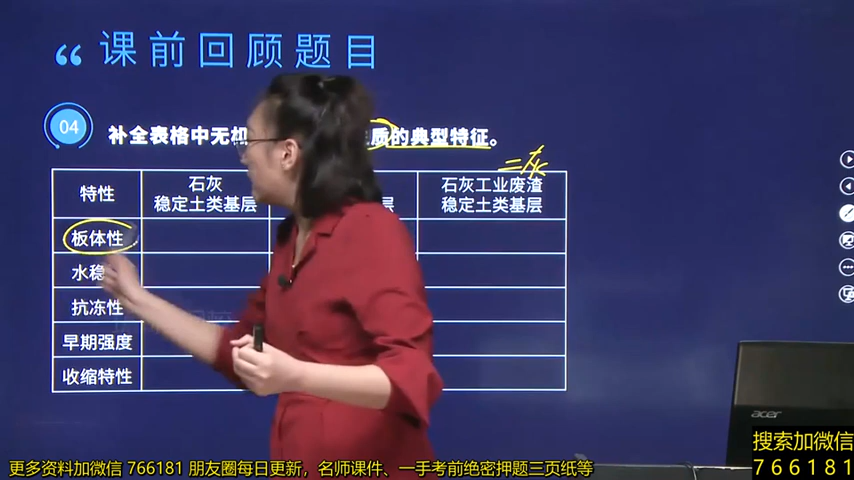 “ 课前回顾题目
04 补全表格中无机 质的典型特征。
二灰
特性
石灰
稳定土类基层
层
石灰工业废渣
稳定土类基层
板体性
水稳
抗冻性
早期强度
收缩特性
acer
搜索加微信
766181
更多资料加微信 766181 朋友圈每日更新，名师课件、一手考前绝密押题三页纸等